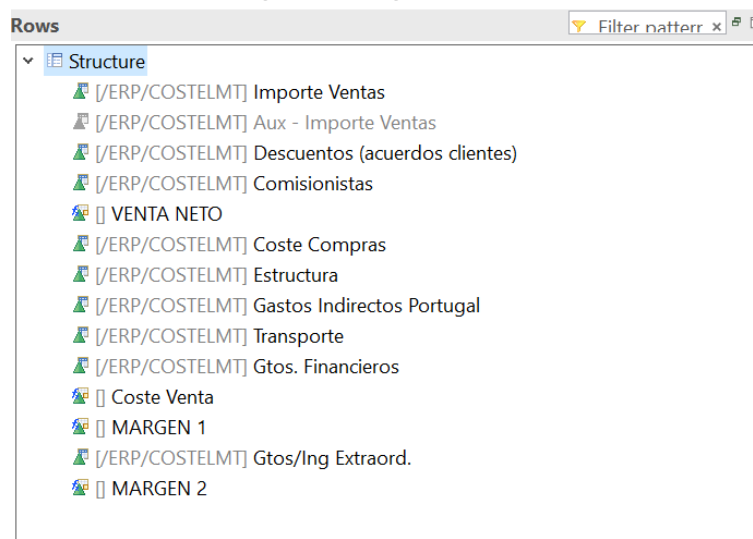 Rows
Filter patterr ×
Structure
[/ERP/COSTELMT] Importe Ventas
[/ERP/COSTELMT] Aux - Importe Ventas
[/ERP/COSTELMT] Descuentos (acuerdos clientes)
[/ERP/COSTELMT] Comisionistas
[] VENTA NETO
[/ERP/COSTELMT] Coste Compras
[/ERP/COSTELMT] Estructura
[/ERP/COSTELMT] Gastos Indirectos Portugal
[/ERP/COSTELMT] Transporte
[/ERP/COSTELMT] Gtos. Financieros
[] Coste Venta
[] MARGEN 1
[/ERP/COSTELMT] Gtos/Ing Extraord.
[] MARGEN 2